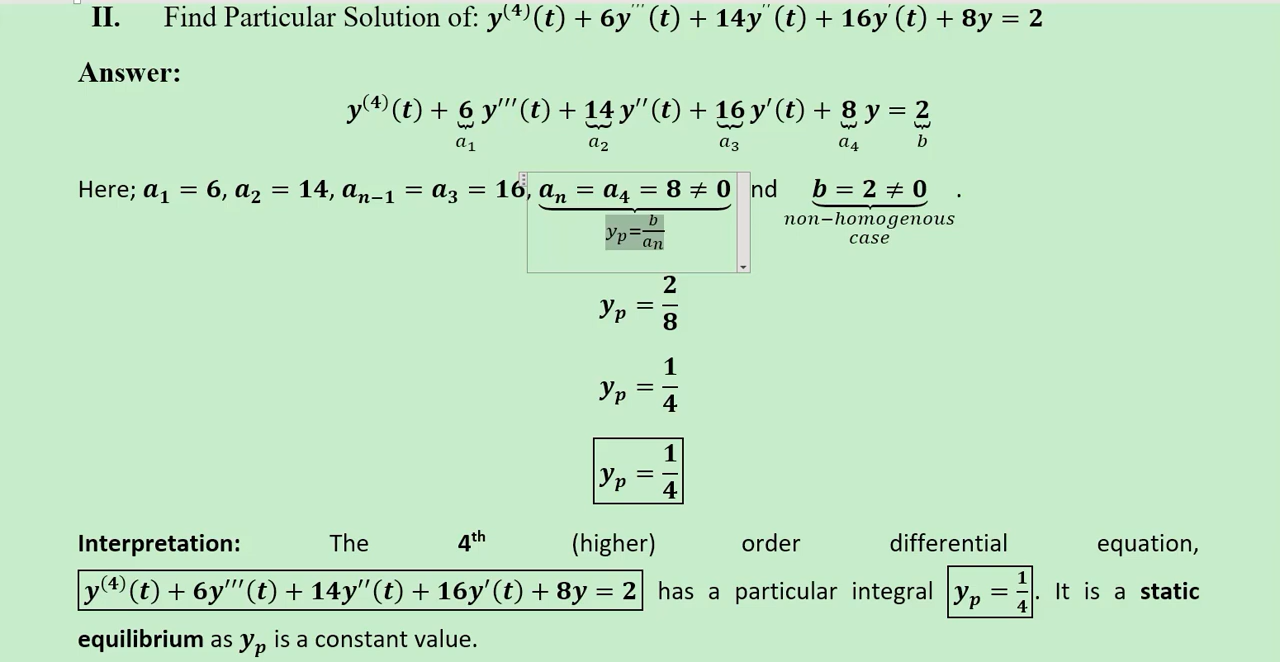 II. Find Particular Solution of: y⁽⁴⁾(t) + 6y‴(t) + 14y″(t) + 16y′(t) + 8y = 2
Answer:
y⁽⁴⁾(t) + 6 y‴(t) + 14 y″(t) + 16 y′(t) + 8 y = 2
a₁ a₂ a₃ a₄ b
Here; a₁ = 6, a₂ = 14, aₙ₋₁ = a₃ = 16, aₙ = a₄ = 8 ≠ 0 nd b = 2 ≠ 0 .
yₚ=b/aₙ non−homogenous
case
yₚ = 2/8
yₚ = 1/4
yₚ = 1/4
Interpretation: The 4ᵗʰ (higher) order differential equation,
y⁽⁴⁾(t) + 6y‴(t) + 14y″(t) + 16y′(t) + 8y = 2 has a particular integral yₚ = 1/4. It is a static
equilibrium as yₚ is a constant value.